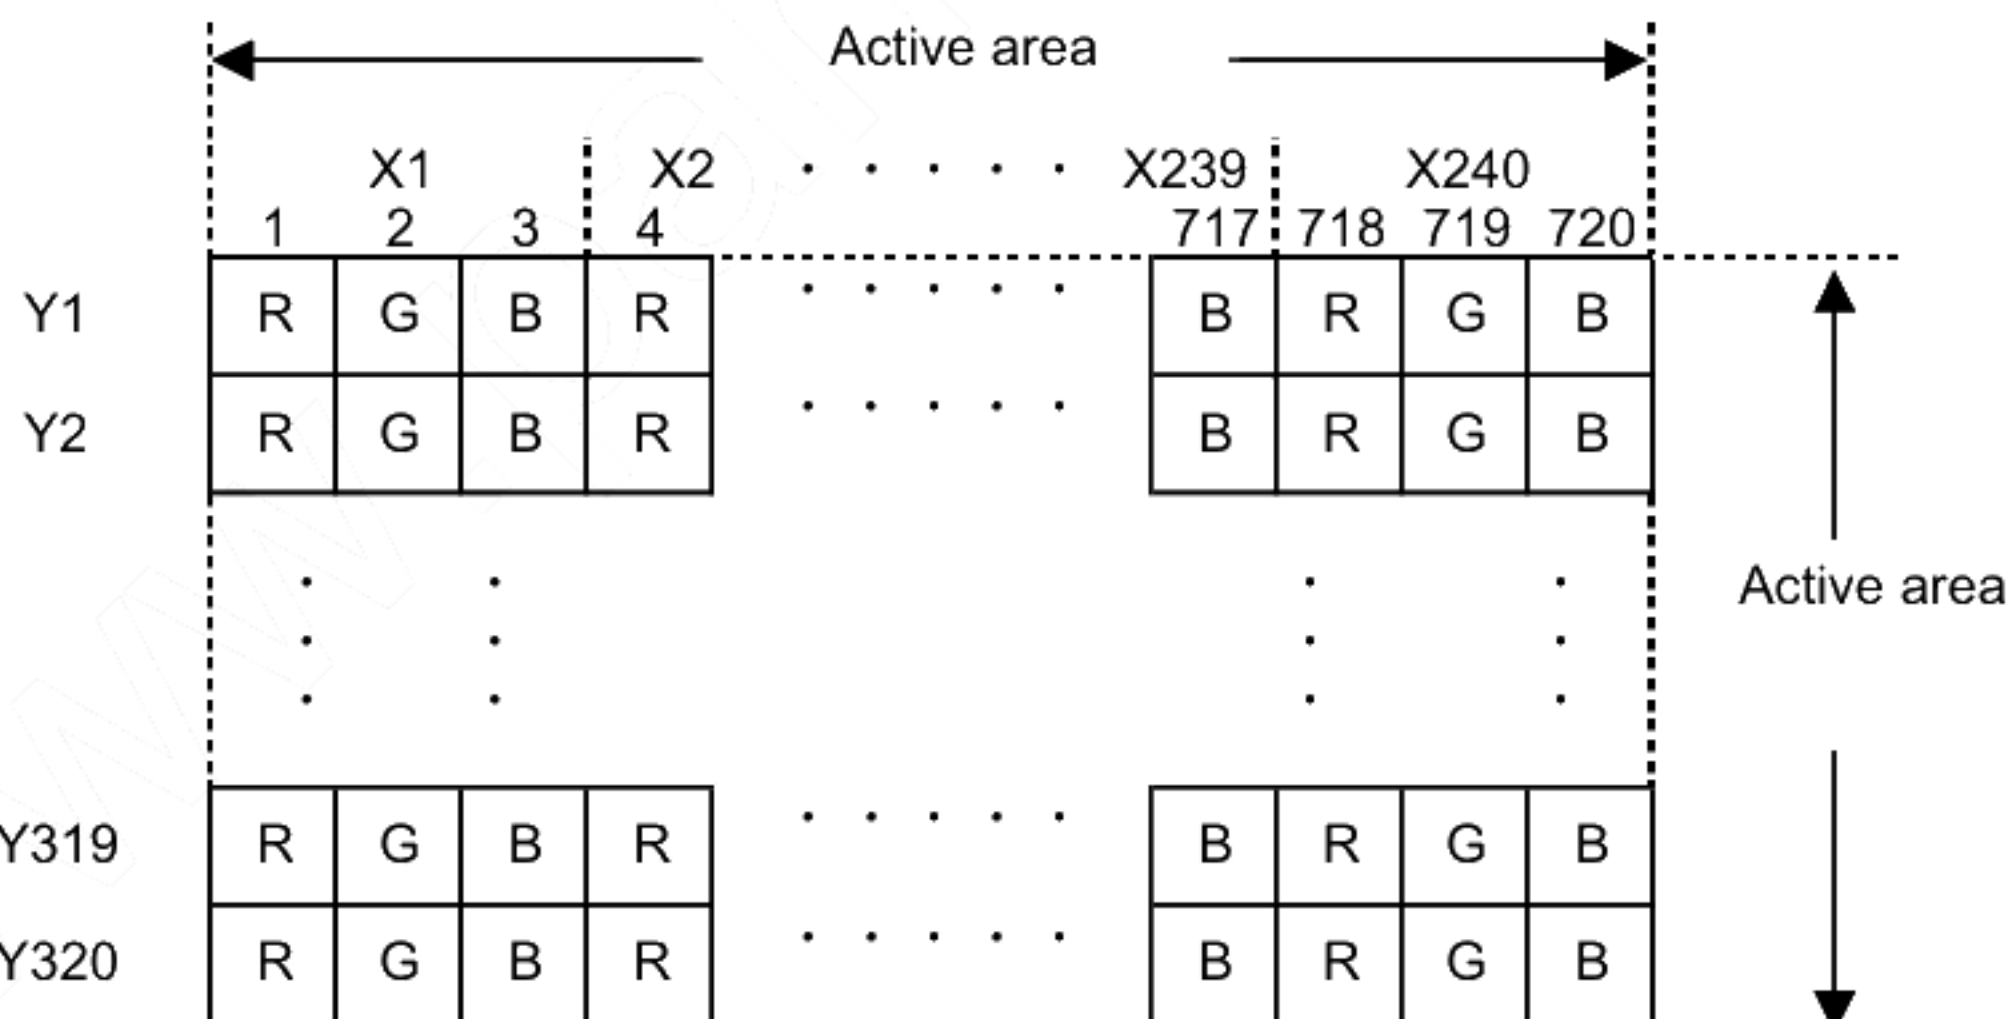 Active area
X1 X2 . . . . . X239 X240
1 2 3 4 717 718 719 720
Y1 R G B R . . . . . B R G B
Y2 R G B R . . . . . B R G B
Active area
Y319 R G B R . . . . . B R G B
Y320 R G B R . . . . . B R G B